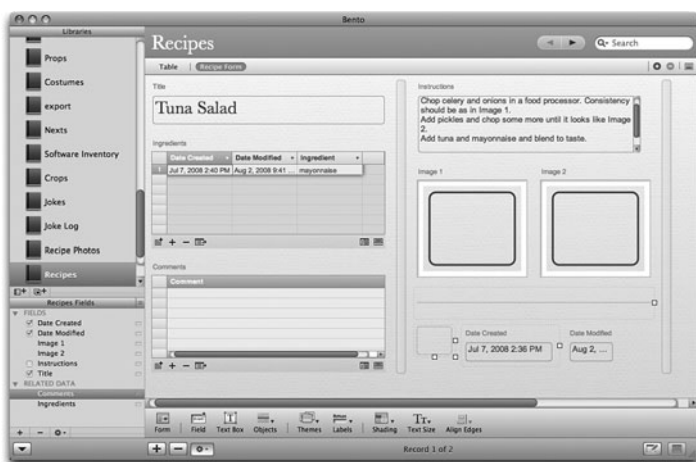 Bento
Libraries
Props
Costumes
export
Nexts
Software Inventory
Crops
Jokes
Joke Log
Recipe Photos
Recipes
Recipes Fields
FIELDS
Date Created
Date Modified
Image 1
Image 2
Instructions
Title
RELATED DATA
Comments
Ingredients
Recipes
Search
Table
Recipe Form
Title
Tuna Salad
Ingredients
Date Created Date Modified Ingredient
1 Jul 7, 2008 2:40 PM Aug 2, 2008 9:41 ... mayonnaise
Comments
Comment
Instructions
Chop celery and onions in a food processor. Consistency
should be as in Image 1.
Add pickles and chop some more until it looks like Image
2.
Add tuna and mayonnaise and blend to taste.
Image 1 Image 2
Date Created Date Modified
Jul 7, 2008 2:36 PM Aug 2, ...
Form Field Text Box Objects Themes Labels Shading Text Size Align Edges
Record 1 of 2